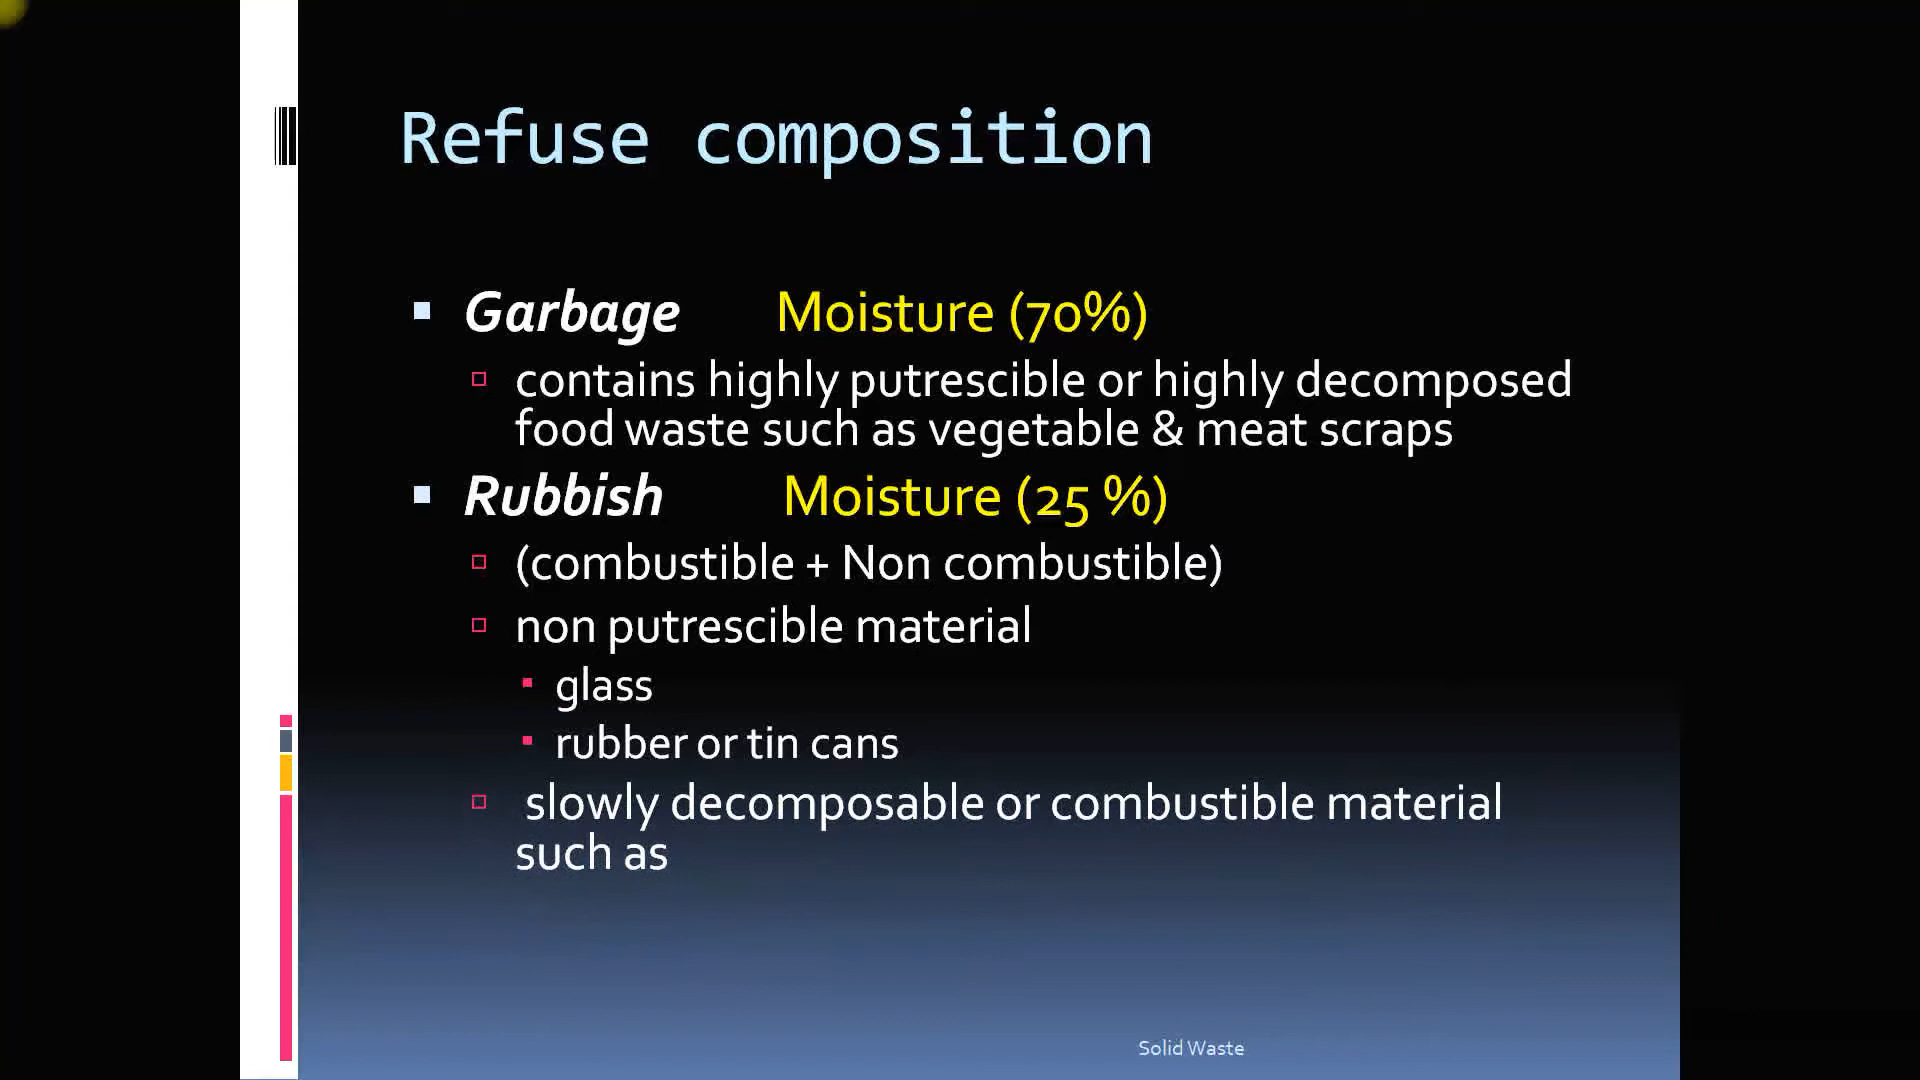 Refuse composition
Garbage Moisture (70%)
contains highly putrescible or highly decomposed
food waste such as vegetable & meat scraps
Rubbish Moisture (25 %)
(combustible + Non combustible)
non putrescible material
glass
rubber or tin cans
slowly decomposable or combustible material
such as
Solid Waste